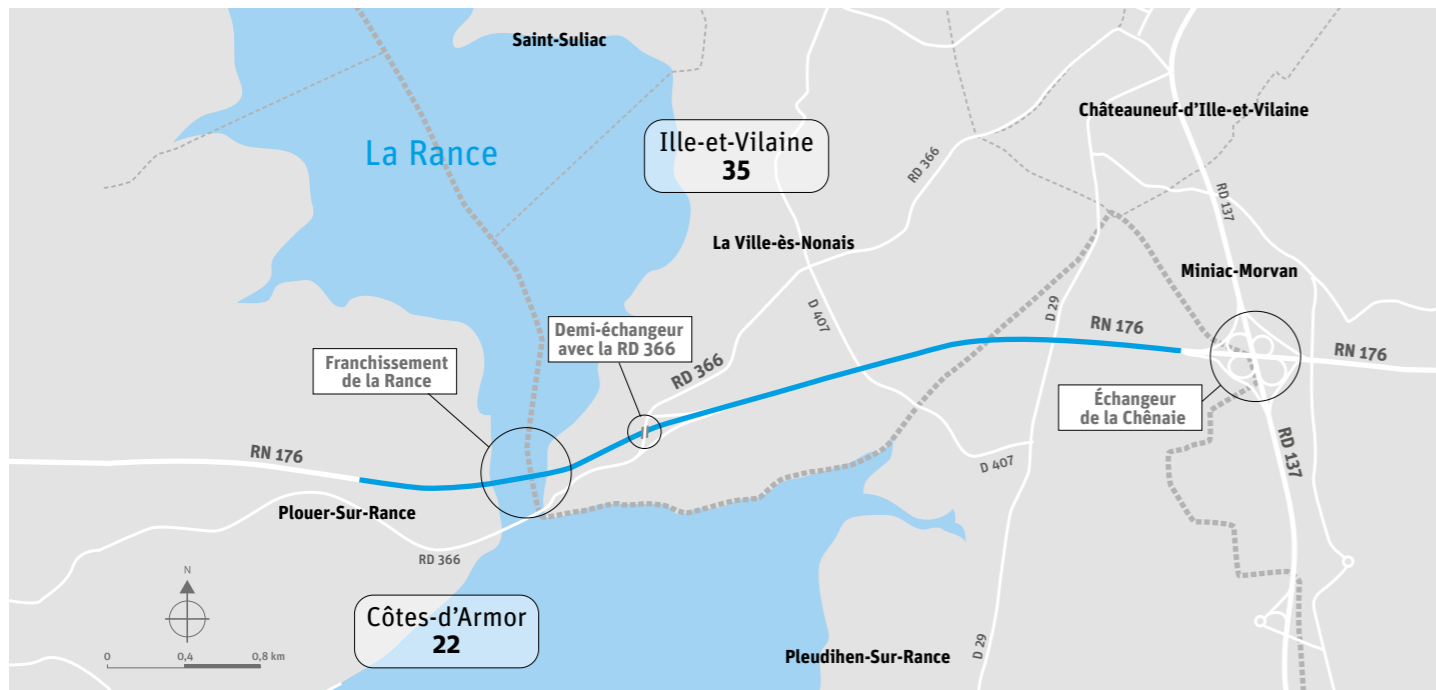 Saint-Suliac
La Rance
Ille-et-Vilaine
35
Châteauneuf-d'Ille-et-Vilaine
RD 366
RD 137
La Ville-ès-Nonais
Miniac-Morvan
D 407
D 29
RN 176
RN 176
Demi-échangeur
avec la RD 366
Franchissement
de la Rance
RD 366
Échangeur
de la Chênaie
RN 176
D 407
RD 137
Plouer-Sur-Rance
RD 366
N
Côtes-d'Armor
22
D 29
Pleudihen-Sur-Rance
0
0,4
0,8 km